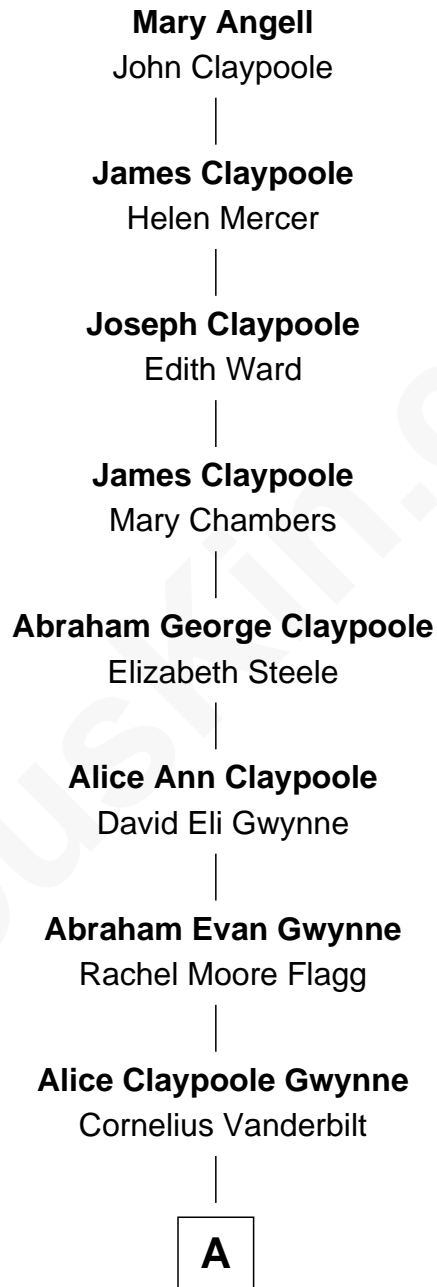 Mary Angell
John Claypoole
James Claypoole
Helen Mercer
Joseph Claypoole
Edith Ward
James Claypoole
Mary Chambers
Abraham George Claypoole
Elizabeth Steele
Alice Ann Claypoole
David Eli Gwynne
Abraham Evan Gwynne
Rachel Moore Flagg
Alice Claypoole Gwynne
Cornelius Vanderbilt
A